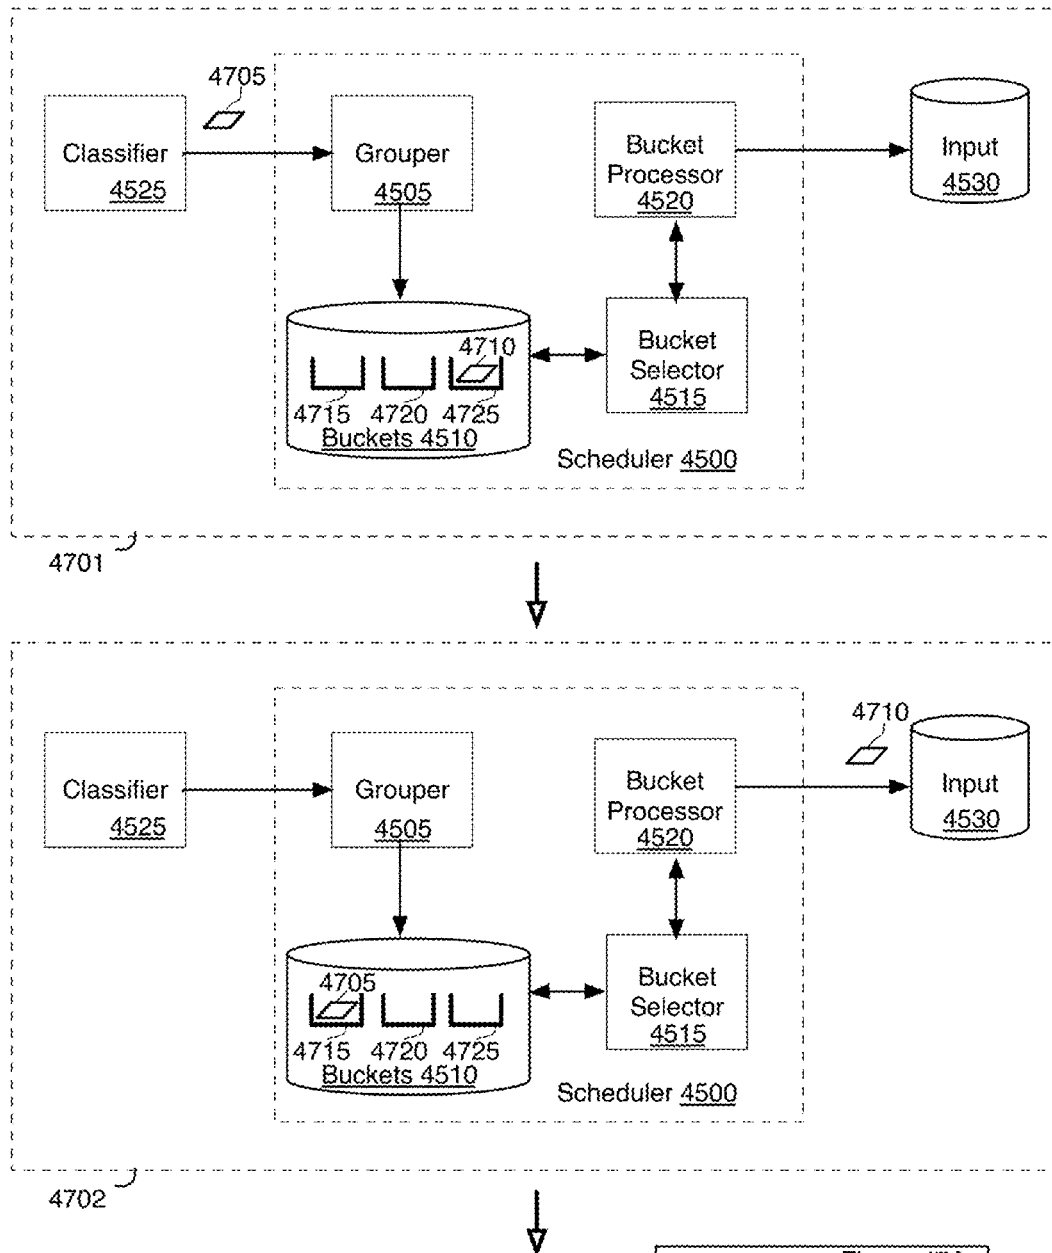 4705
Classifier
4525
Grouper
4505
Bucket
Processor
4520
Input
4530
4710
4715 4720 4725
Buckets 4510
Bucket
Selector
4515
Scheduler 4500
4701
4710
Classifier
4525
Grouper
4505
Bucket
Processor
4520
Input
4530
4705
4715 4720 4725
Buckets 4510
Bucket
Selector
4515
Scheduler 4500
4702